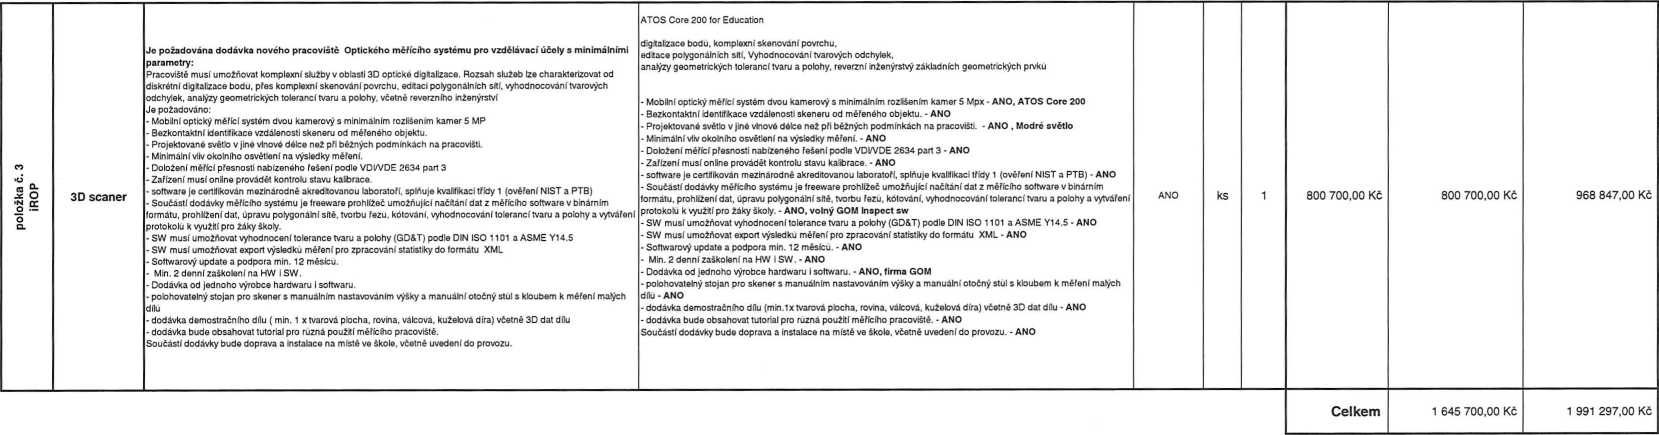 položka č. 3
iROP
3D scaner
Je požadována dodávka nového pracoviště Optického měřícího systému pro vzdělávací účely s minimálními
parametry:
Pracoviště musí umožňovat komplexní služby v oblasti 3D optické digitalizace. Rozsah služeb lze charakterizovat od
diskrétní digitalizace bodů, přes komplexní skenování povrchu, editaci polygonálních sítí, vyhodnocování tvarových
odchylek, analýzy geometrických tolerancí tvaru a polohy, včetně reverzního inženýrství
Je požadováno:
- Mobilní optický měřící systém dvou kamerový s minimálním rozlišením kamer 5 MP
- Bezkontaktní identifikace vzdálenosti skeneru od měřeného objektu.
- Projektované světlo v jiné vlnové délce než při běžných podmínkách na pracovišti.
- Minimální vliv okolního osvětlení na výsledky měření.
- Doložení měřící přesnosti nabízeného řešení podle VDI/VDE 2634 part 3
- Zařízení musí online provádět kontrolu stavu kalibrace.
- software je certifikován mezinárodně akreditovanou laboratoří, splňuje kvalifikaci třídy 1 (ověření NIST a PTB)
- Součástí dodávky měřícího systému je freeware prohlížeč umožňující načítání dat z měřícího software v binárním
formátu, prohlížení dat, úpravu polygonální sítě, tvorbu řezů, kótování, vyhodnocování tolerancí tvaru a polohy a vytváření
protokolů k využití pro žáky školy.
- SW musí umožňovat vyhodnocení tolerance tvaru a polohy (GD&T) podle DIN ISO 1101 a ASME Y14.5
- SW musí umožňovat export výsledků měření pro zpracování statistiky do formátu XML
- Softwarový update a podpora min. 12 měsíců.
- Min. 2 denní zaškolení na HW i SW.
- Dodávka od jednoho výrobce hardwaru i softwaru.
- polohovatelný stojan pro skener s manuálním nastavováním výšky a manuální otočný stůl s kloubem k měření malých
dílů
- dodávka demostračního dílu ( min. 1 x tvarová plocha, rovina, válcová, kuželová díra) včetně 3D dat dílu
- dodávka bude obsahovat tutorial pro různá použití měřícího pracoviště.
Součástí dodávky bude doprava a instalace na místě ve škole, včetně uvedení do provozu.
ATOS Core 200 for Education
digitalizace bodů, komplexní skenování povrchu,
editace polygonálních sítí, Vyhodnocování tvarových odchylek,
analýzy geometrických tolerancí tvaru a polohy, reverzní inženýrstvý základních geometrických prvků
- Mobilní optický měřící systém dvou kamerový s minimálním rozlišením kamer 5 Mpx - ANO, ATOS Core 200
- Bezkontaktní identifikace vzdálenosti skeneru od měřeného objektu. - ANO
- Projektované světlo v jiné vlnové délce než při běžných podmínkách na pracovišti. - ANO , Modré světlo
- Minimální vliv okolního osvětlení na výsledky měření. - ANO
- Doložení měřící přesnosti nabízeného řešení podle VDI/VDE 2634 part 3 - ANO
- Zařízení musí online provádět kontrolu stavu kalibrace. - ANO
- software je certifikován mezinárodně akreditovanou laboratoří, splňuje kvalifikaci třídy 1 (ověření NIST a PTB) - ANO
- Součástí dodávky měřícího systému je freeware prohlížeč umožňující načítání dat z měřícího software v binárním
formátu, prohlížení dat, úpravu polygonální sítě, tvorbu řezů, kótování, vyhodnocování tolerancí tvaru a polohy a vytváření
protokolů k využití pro žáky školy. - ANO, volný GOM Inspect sw
- SW musí umožňovat vyhodnocení tolerance tvaru a polohy (GD&T) podle DIN ISO 1101 a ASME Y14.5 - ANO
- SW musí umožňovat export výsledků měření pro zpracování statistiky do formátu XML - ANO
- Softwarový update a podpora min. 12 měsíců. - ANO
- Min. 2 denní zaškolení na HW i SW. - ANO
- Dodávka od jednoho výrobce hardwaru i softwaru. - ANO, firma GOM
- polohovatelný stojan pro skener s manuálním nastavováním výšky a manuální otočný stůl s kloubem k měření malých
dílů - ANO
- dodávka demostračního dílu (min.1x tvarová plocha, rovina, válcová, kuželová díra) včetně 3D dat dílu - ANO
- dodávka bude obsahovat tutorial pro různá použití měřícího pracoviště. - ANO
Součástí dodávky bude doprava a instalace na místě ve škole, včetně uvedení do provozu. - ANO
ANO
ks
1
800 700,00 Kč
800 700,00 Kč
968 847,00 Kč
Celkem
1 645 700,00 Kč
1 991 297,00 Kč